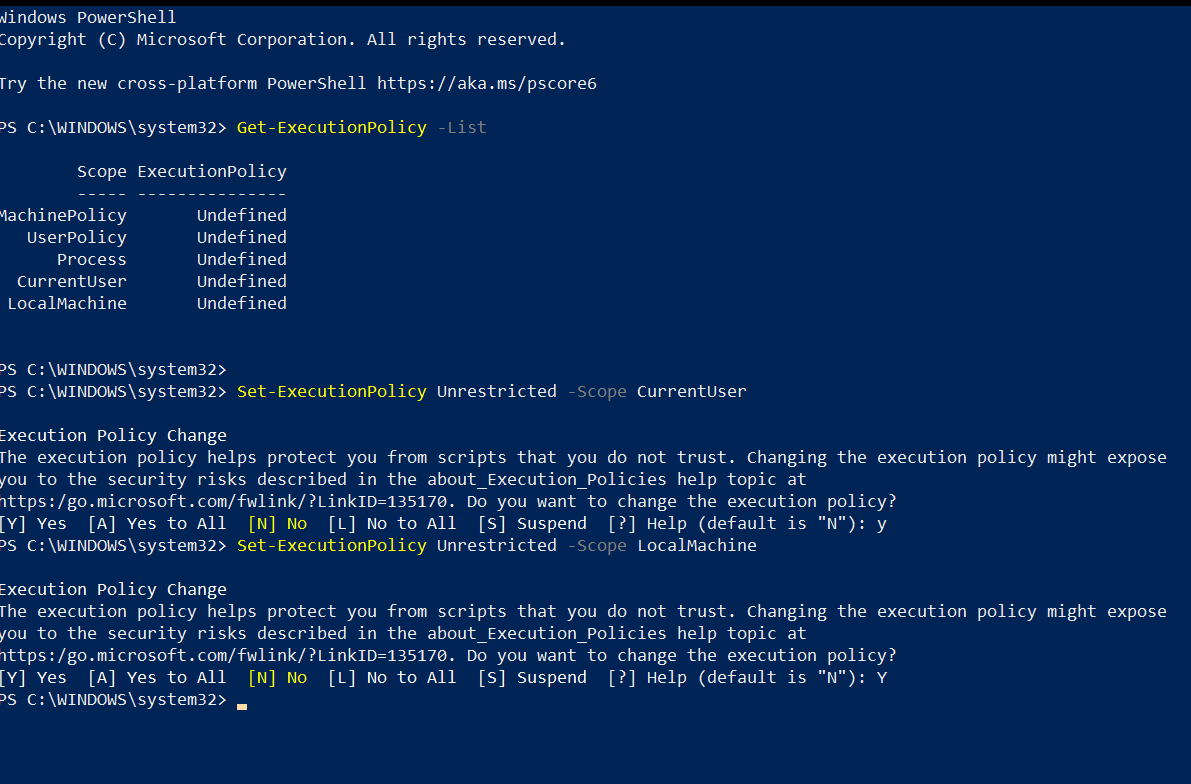 Windows PowerShell
Copyright (C) Microsoft Corporation. All rights reserved.
Try the new cross-platform PowerShell https://aka.ms/pscore6
PS C:\WINDOWS\system32> Get-ExecutionPolicy -List
Scope ExecutionPolicy
----- ---------------
MachinePolicy Undefined
UserPolicy Undefined
Process Undefined
CurrentUser Undefined
LocalMachine Undefined
PS C:\WINDOWS\system32>
PS C:\WINDOWS\system32> Set-ExecutionPolicy Unrestricted -Scope CurrentUser
Execution Policy Change
The execution policy helps protect you from scripts that you do not trust. Changing the execution policy might expose
you to the security risks described in the about_Execution_Policies help topic at
https:/go.microsoft.com/fwlink/?LinkID=135170. Do you want to change the execution policy?
[Y] Yes [A] Yes to All [N] No [L] No to All [S] Suspend [?] Help (default is "N"): y
PS C:\WINDOWS\system32> Set-ExecutionPolicy Unrestricted -Scope LocalMachine
Execution Policy Change
The execution policy helps protect you from scripts that you do not trust. Changing the execution policy might expose
you to the security risks described in the about_Execution_Policies help topic at
https:/go.microsoft.com/fwlink/?LinkID=135170. Do you want to change the execution policy?
[Y] Yes [A] Yes to All [N] No [L] No to All [S] Suspend [?] Help (default is "N"): Y
PS C:\WINDOWS\system32>